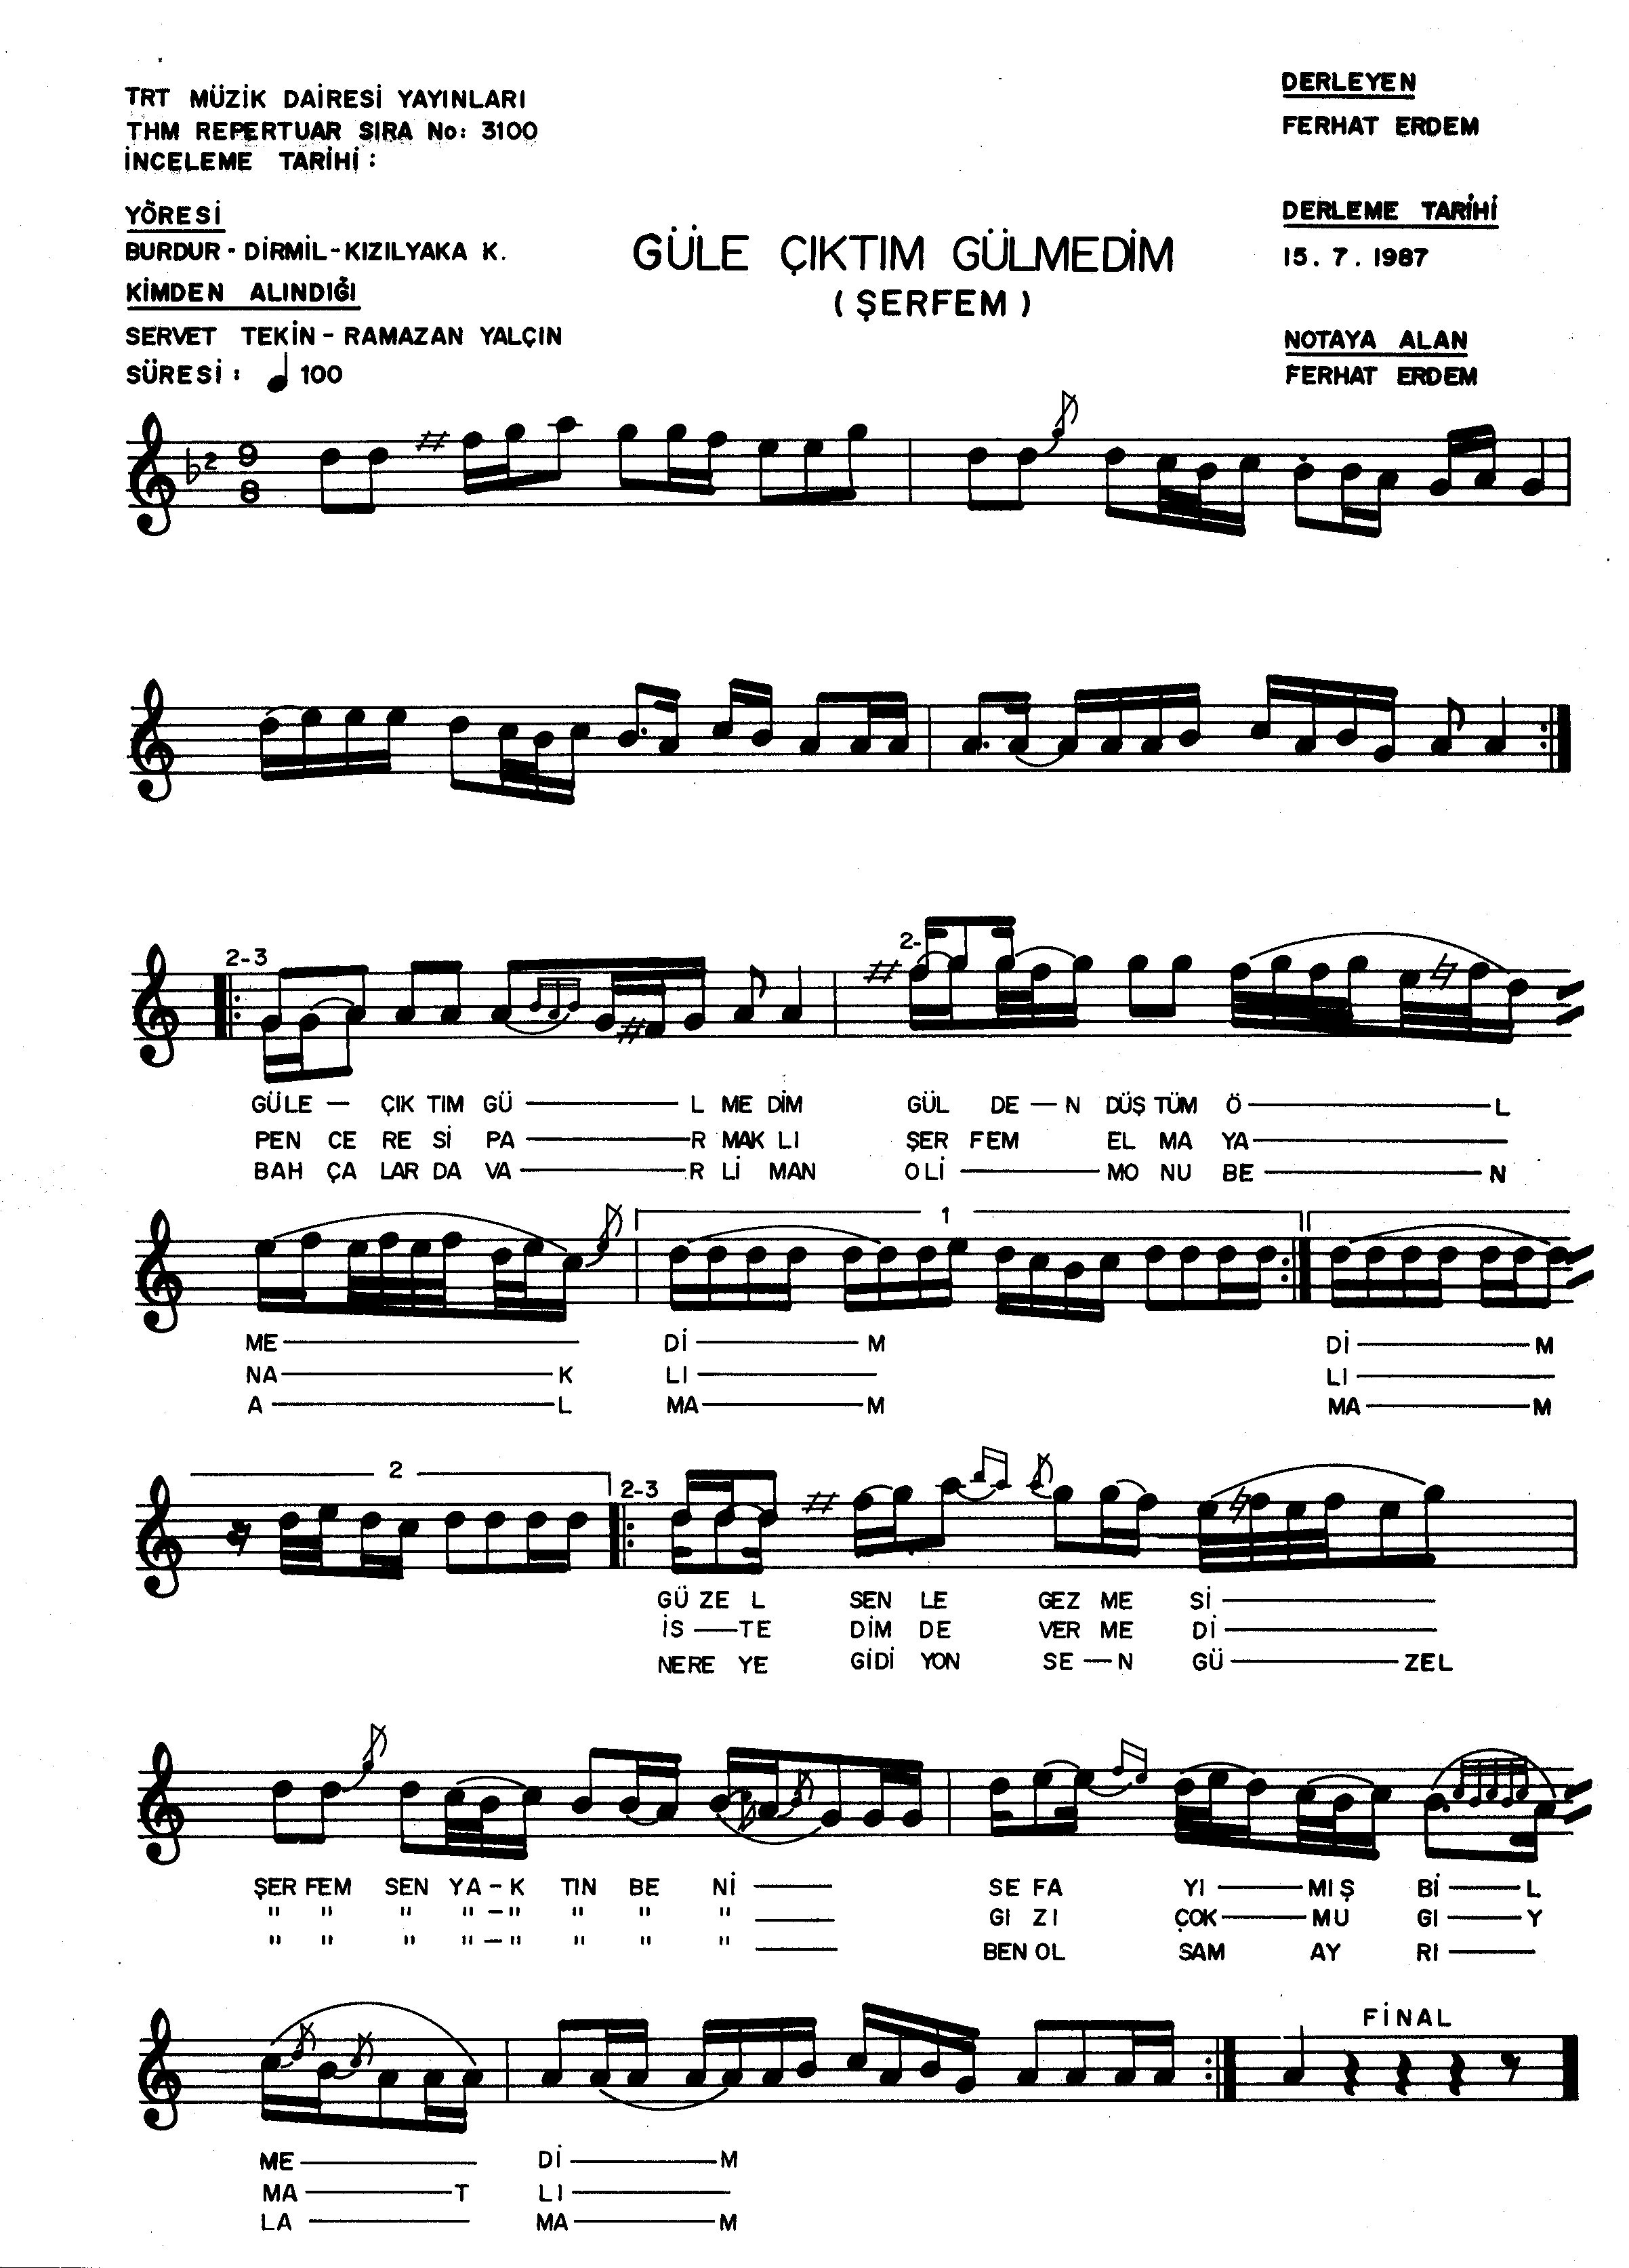 TRT MÜZİK DAİRESİ YAYINLARI
THM REPERTUAR SIRA No: 3100
İNCELEME TARİHİ :
YÖRESİ
BURDUR - DİRMİL - KIZILYAKA K.
KİMDEN ALINDIĞI
SERVET TEKİN - RAMAZAN YALÇIN
SÜRESİ : 100
GÜLE ÇIKTIM GÜLMEDİM
( ŞERFEM )
DERLEYEN
FERHAT ERDEM
DERLEME TARİHİ
15. 7. 1987
NOTAYA ALAN
FERHAT ERDEM
2
9
8
2-3
2-
GÜLE — ÇIK TIM GÜ — L ME DİM GÜL DE — N DÜŞ TÜM Ö — L
PEN CE RE Sİ PA — R MAK LI ŞER FEM EL MA YA —
BAH ÇA LAR DA VA — R Lİ MAN OLİ — MO NU BE — N
1
ME — Dİ — M Dİ — M
NA — K LI — LI —
A — L MA — M MA — M
2
2-3
GÜ ZE L SEN LE GEZ ME Sİ —
İS — TE DİM DE VER ME Dİ —
NERE YE GİDİ YON SE — N GÜ — ZEL
ŞER FEM SEN YA - K TIN BE Nİ — SE FA YI — MIŞ Bİ — L
" " " " — " " " " — GI ZI ÇOK — MU GI — Y
" " " " — " " " " — BEN OL SAM AY RI —
FİNAL
ME — Dİ — M
MA — T LI —
LA — MA — M